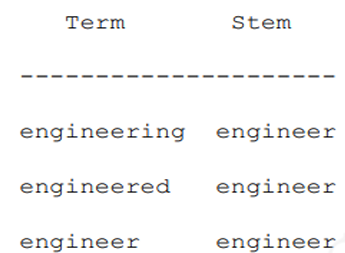 Term Stem
---------------------
engineering engineer
engineered engineer
engineer engineer